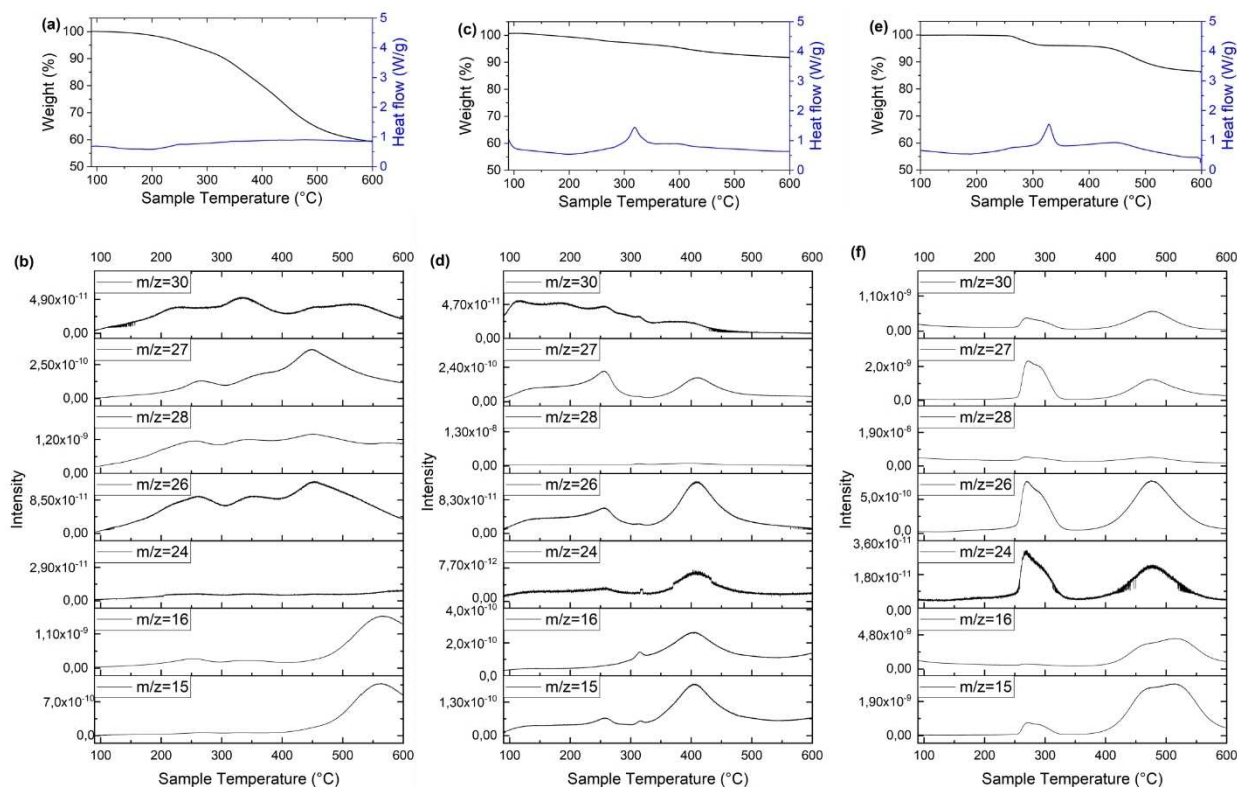 (a)
Weight (%)
100
90
80
70
60
50
5
4
3
2
1
0
Heat flow (W/g)
100 200 300 400 500 600
Sample Temperature (°C)
(c)
Weight (%)
100
90
80
70
60
50
5
4
3
2
1
0
Heat flow (W/g)
100 200 300 400 500 600
Sample Temperature (°C)
(e)
Weight (%)
100
90
80
70
60
50
5
4
3
2
1
0
Heat flow (W/g)
100 200 300 400 500 600
Sample Temperature (°C)
(b)
100 200 300 400 500 600
Intensity
m/z=30
4,90x10⁻¹¹
0,00
m/z=27
2,50x10⁻¹⁰
0,00
m/z=28
1,20x10⁻⁹
0,00
m/z=26
8,50x10⁻¹¹
0,00
m/z=24
2,90x10⁻¹¹
0,00
m/z=16
1,10x10⁻⁹
0,00
m/z=15
7,0x10⁻¹⁰
0,0
100 200 300 400 500 600
Sample Temperature (°C)
(d)
100 200 300 400 500 600
Intensity
m/z=30
4,70x10⁻¹¹
0,00
m/z=27
2,40x10⁻¹⁰
0,00
m/z=28
1,30x10⁻⁸
0,00
m/z=26
8,30x10⁻¹¹
0,00
m/z=24
7,70x10⁻¹²
0,00
m/z=16
4,0x10⁻¹⁰
2,0x10⁻¹⁰
0,0
m/z=15
1,30x10⁻¹⁰
0,00
100 200 300 400 500 600
Sample Temperature (°C)
(f)
100 200 300 400 500 600
Intensity
m/z=30
1,10x10⁻⁹
0,00
m/z=27
2,0x10⁻⁹
0,0
m/z=28
1,90x10⁻⁸
0,00
m/z=26
5,0x10⁻¹⁰
0,0
m/z=24
3,60x10⁻¹¹
1,80x10⁻¹¹
0,00
m/z=16
4,80x10⁻⁹
0,00
m/z=15
1,90x10⁻⁹
0,00
100 200 300 400 500 600
Sample Temperature (°C)